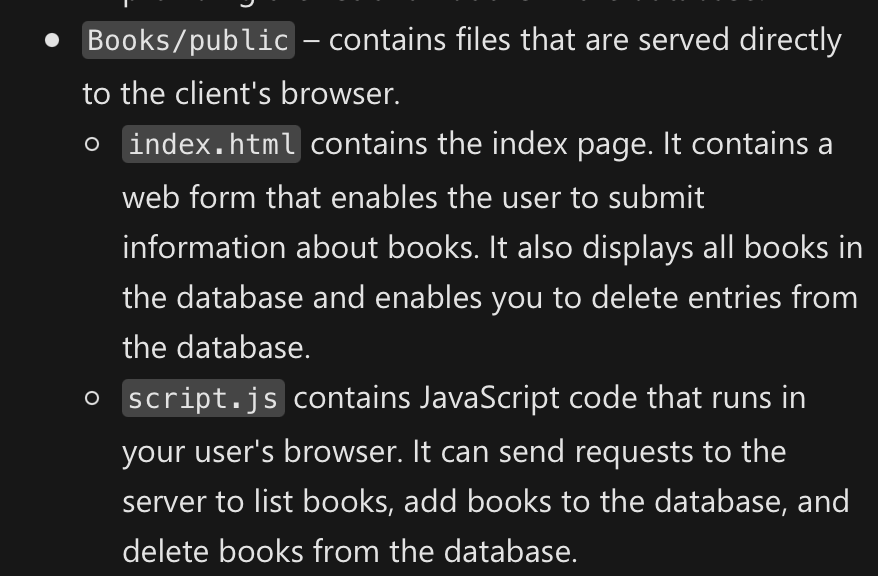 Books/public – contains files that are served directly
to the client's browser.
index.html contains the index page. It contains a
web form that enables the user to submit
information about books. It also displays all books in
the database and enables you to delete entries from
the database.
script.js contains JavaScript code that runs in
your user's browser. It can send requests to the
server to list books, add books to the database, and
delete books from the database.